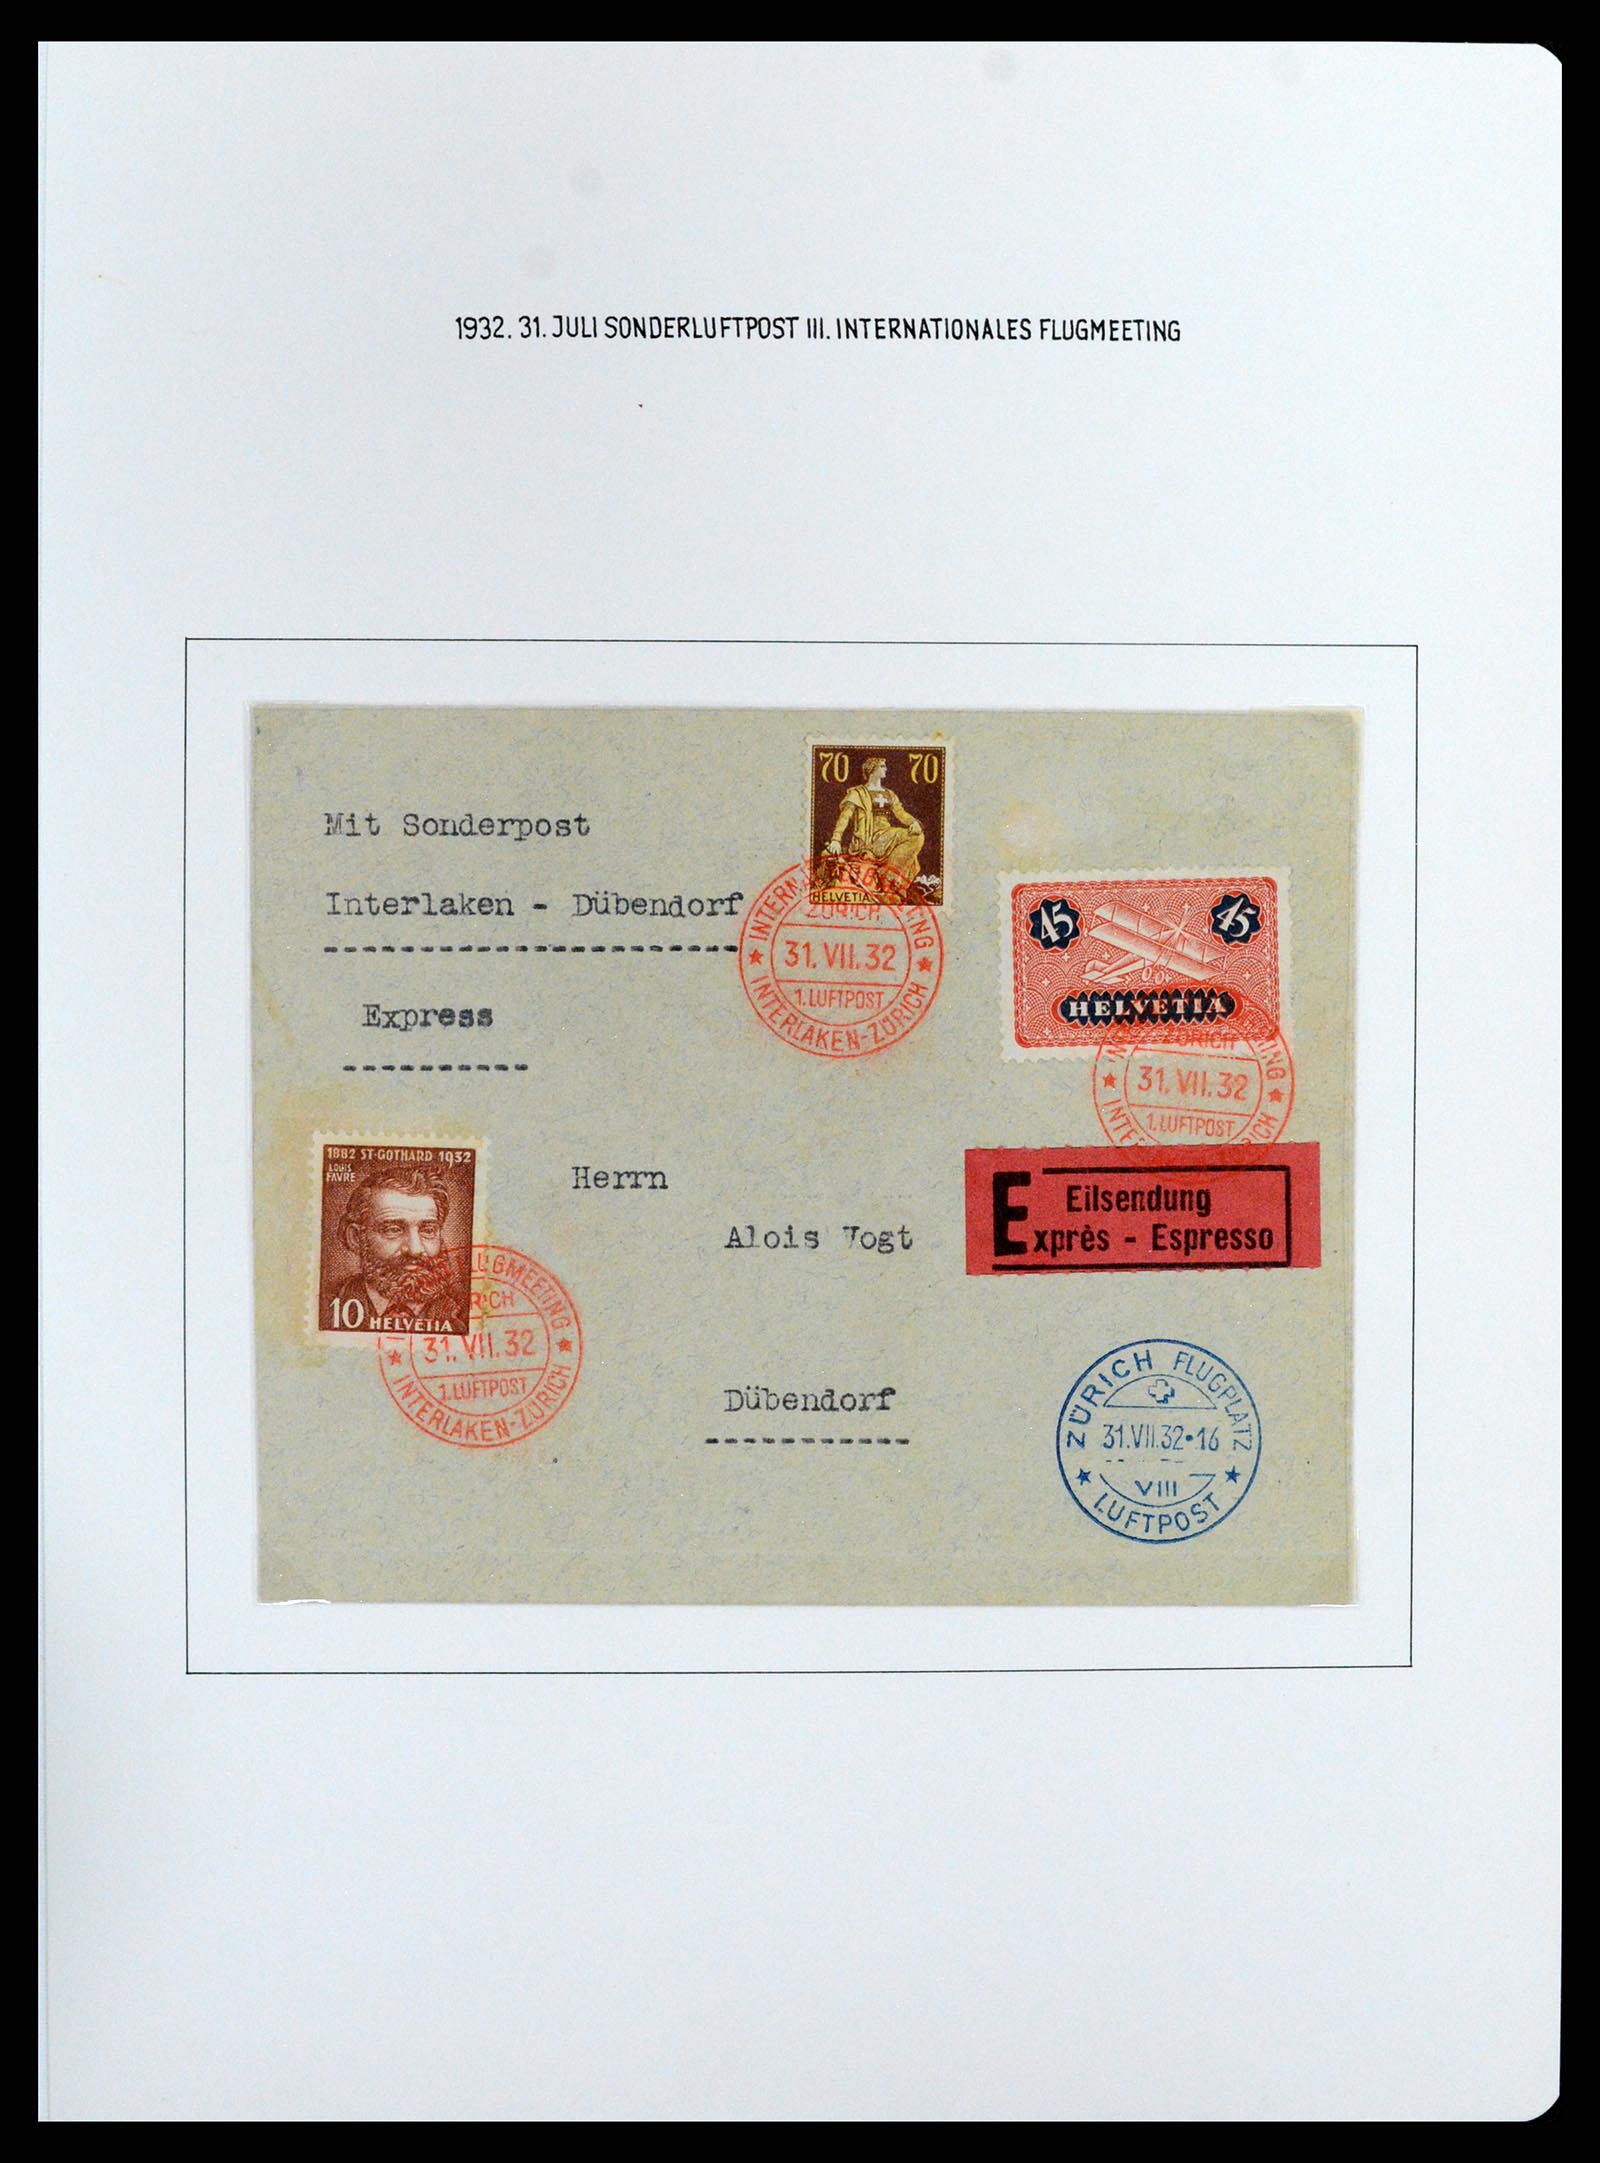 1932. 31. JULI SONDERLUFTPOST III. INTERNATIONALES FLUGMEETING
Mit Sonderpost
Interlaken - Dübendorf
Express
70 70
HELVETIA
ZÜRICH
31. VII. 32
1. LUFTPOST
INTERLAKEN-ZÜRICH
45 45
HELVETIA
ZÜRICH
31. VII. 32
1. LUFTPOST
1882 ST. GOTHARD 1932
LOUIS
FAVRE
10 HELVETIA
FLUGMEETING
31. VII. 32
1. LUFTPOST
INTERLAKEN-ZÜRICH
Herrn
Alois Vogt
Dübendorf
Eilsendung
Exprès - Espresso
ZÜRICH FLUGPLATZ
31.VII.32•16
VIII
LUFTPOST